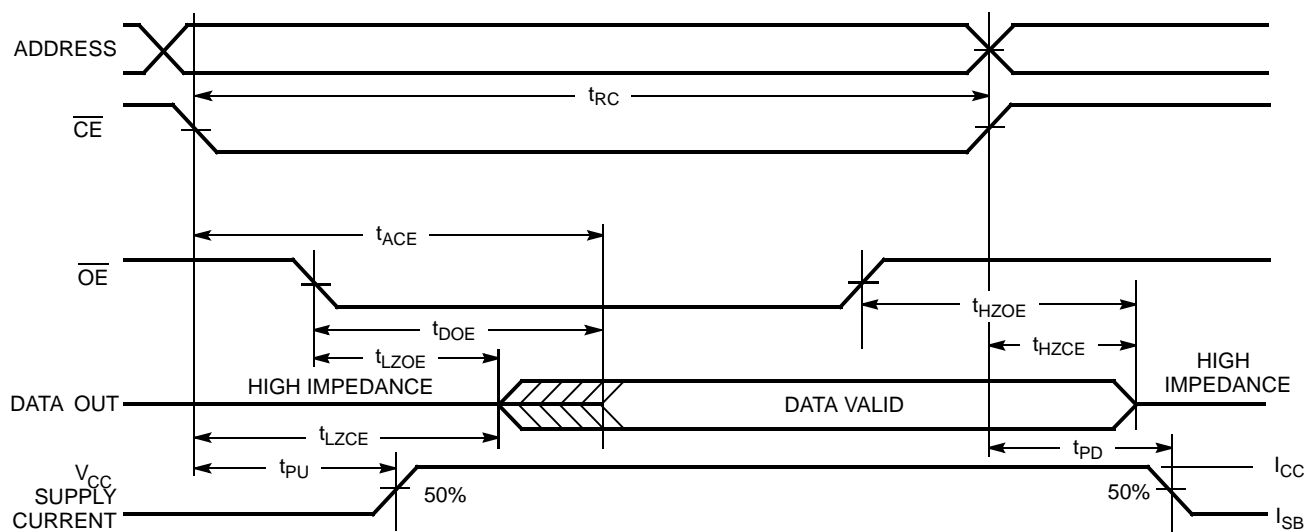 ADDRESS
tRC
CE
tACE
OE
tHZOE
tDOE
tLZOE
tHZCE
HIGH IMPEDANCE
HIGH
IMPEDANCE
DATA OUT
DATA VALID
tLZCE
tPD
tPU
VCC
SUPPLY
CURRENT
50%
50%
ICC
ISB